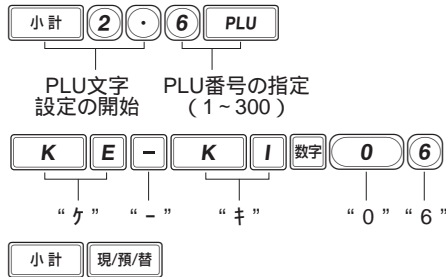 小計 2 ・ 6 PLU
PLU文字 PLU番号の指定
設定の開始 (1~300)
K E - K I 数字 0 6
“ｹ” “-” “ｷ” “0” “6”
小計 現/預/替